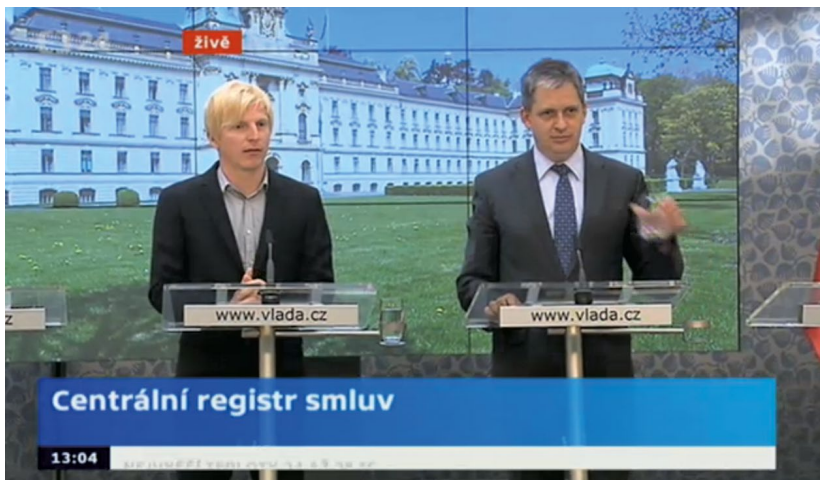 živě
z
www.vlada.cz
www.vlada.cz
Centrální registr smluv
13:04